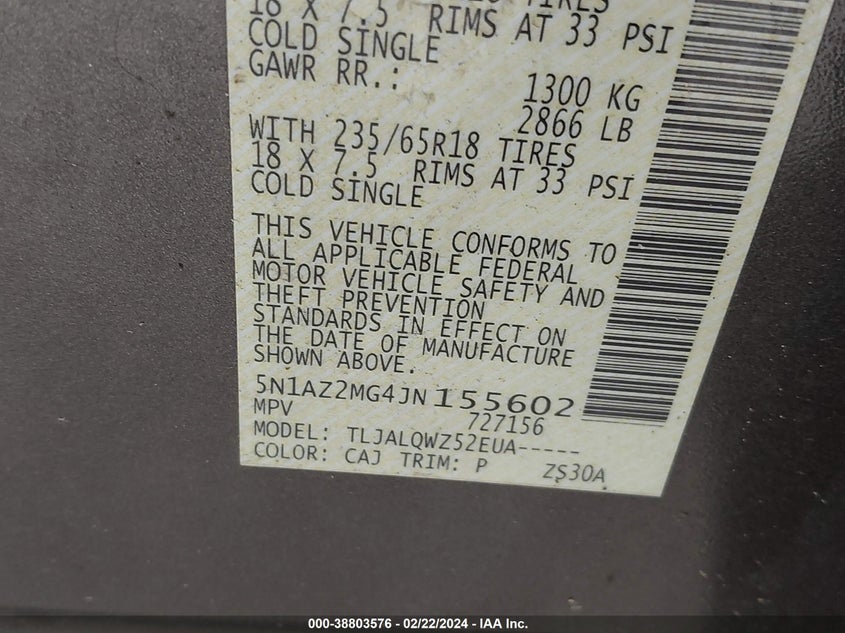 TIRES
18 X 7.5 RIMS AT 33 PSI
COLD SINGLE
GAWR RR.: 1300 KG
2866 LB
WITH 235/65R18 TIRES
18 X 7.5 RIMS AT 33 PSI
COLD SINGLE
THIS VEHICLE CONFORMS TO
ALL APPLICABLE FEDERAL
MOTOR VEHICLE SAFETY AND
THEFT PREVENTION
STANDARDS IN EFFECT ON
THE DATE OF MANUFACTURE
SHOWN ABOVE.
5N1AZ2MG4JN155602
MPV 727156
MODEL: TLJALQWZ52EUA-----
COLOR: CAJ TRIM: P ZS30A
000-38803576 - 02/22/2024 - IAA Inc.